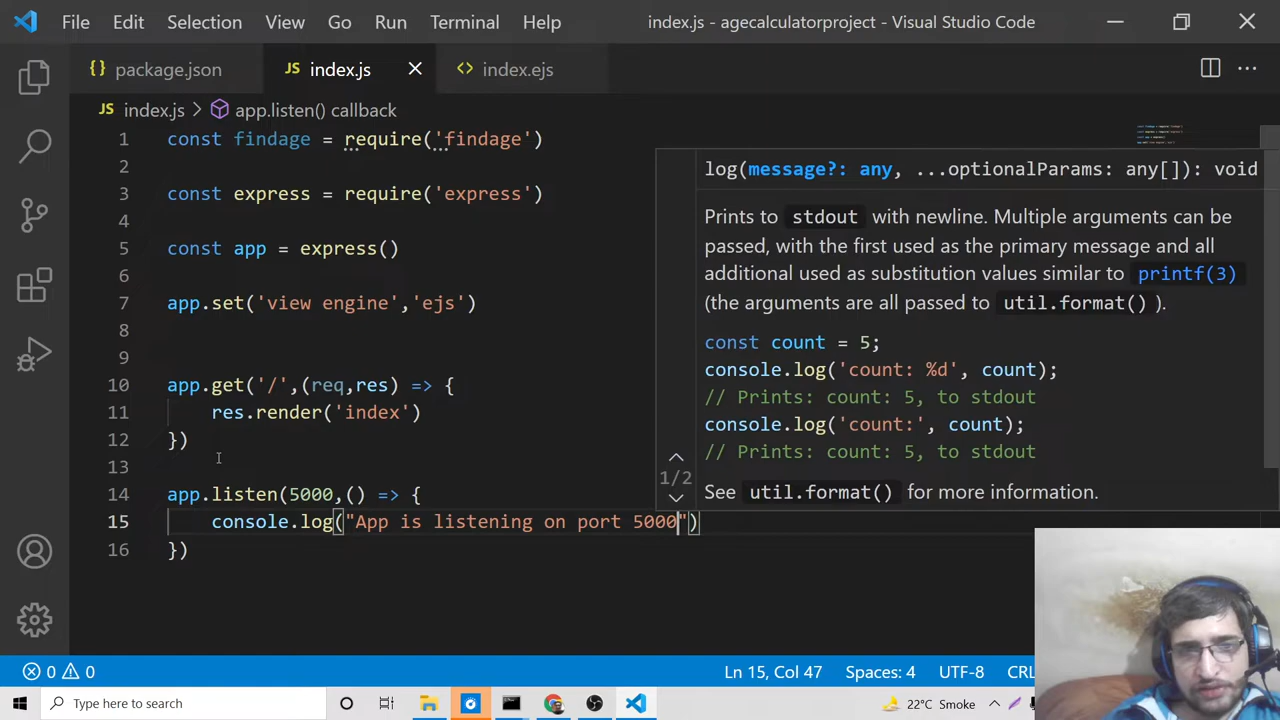 File Edit Selection View Go Run Terminal Help index.js - agecalculatorproject - Visual Studio Code
{} package.json JS index.js <> index.ejs
JS index.js > app.listen() callback
1 const findage = require('findage')
2
3 const express = require('express')
4
5 const app = express()
6
7 app.set('view engine','ejs')
8
9
10 app.get('/',(req,res) => {
11 res.render('index')
12 })
13
14 app.listen(5000,() => {
15 console.log("App is listening on port 5000")
16 })
log(message?: any, ...optionalParams: any[]): void
Prints to stdout with newline. Multiple arguments can be
passed, with the first used as the primary message and all
additional used as substitution values similar to printf(3)
(the arguments are all passed to util.format() ).
const count = 5;
console.log('count: %d', count);
// Prints: count: 5, to stdout
console.log('count:', count);
// Prints: count: 5, to stdout
1/2
See util.format() for more information.
0 0 Ln 15, Col 47 Spaces: 4 UTF-8 CRL
Type here to search 22°C Smoke